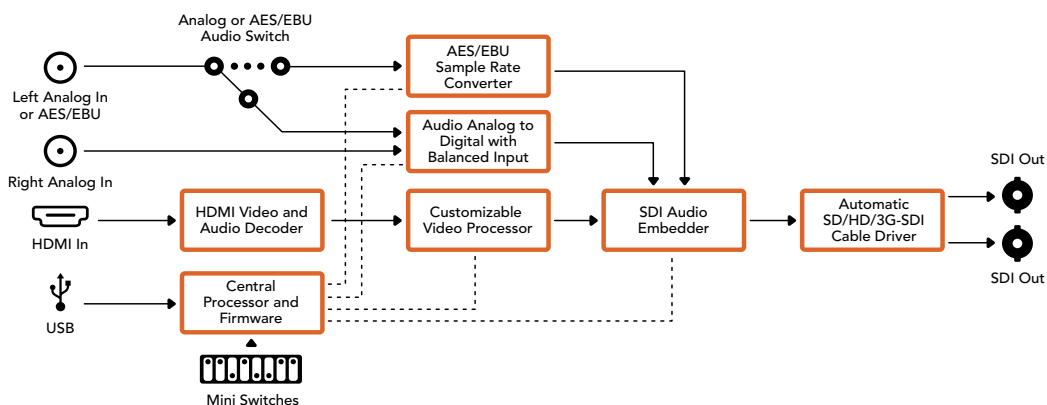 Analog or AES/EBU
Audio Switch
Left Analog In
or AES/EBU
AES/EBU
Sample Rate
Converter
Right Analog In
Audio Analog to
Digital with
Balanced Input
HDMI In
HDMI Video and
Audio Decoder
Customizable
Video Processor
SDI Audio
Embedder
Automatic
SD/HD/3G-SDI
Cable Driver
SDI Out
SDI Out
USB
Central
Processor and
Firmware
Mini Switches